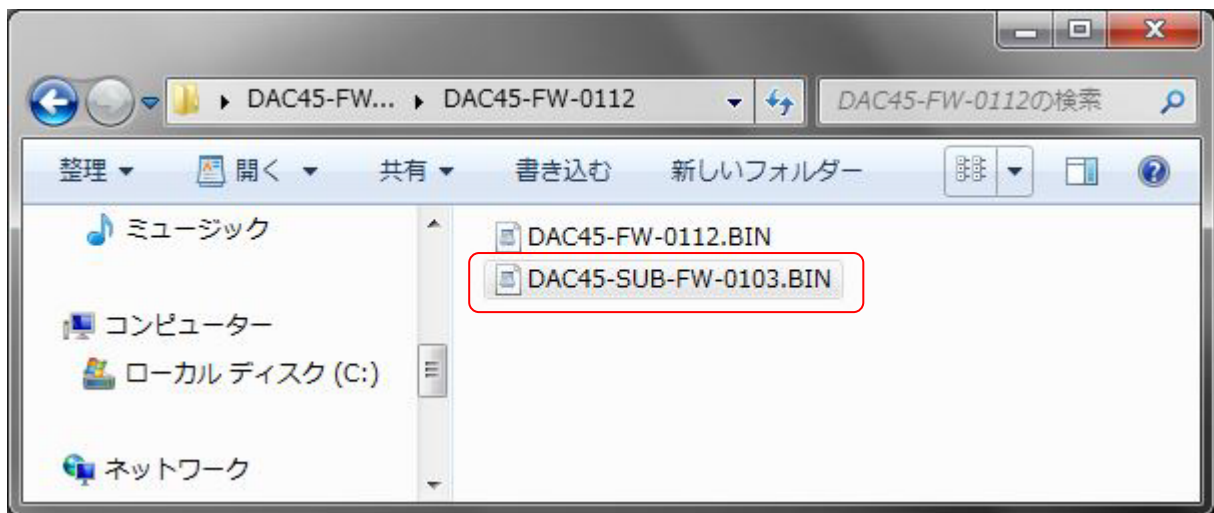 DAC45-FW... DAC45-FW-0112 DAC45-FW-0112の検索
整理 開く 共有 書き込む 新しいフォルダー
ミュージック
コンピューター
ローカル ディスク (C:)
ネットワーク
DAC45-FW-0112.BIN
DAC45-SUB-FW-0103.BIN